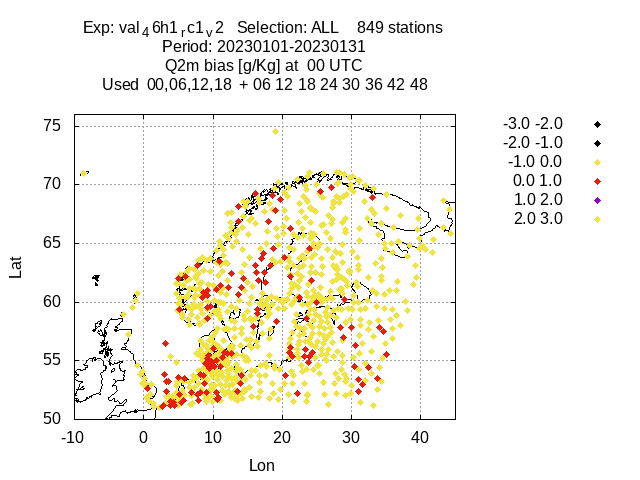 Exp: val46h1rc1v2 Selection: ALL 849 stations
Period: 20230101-20230131
Q2m bias [g/Kg] at 00 UTC
Used 00,06,12,18 + 06 12 18 24 30 36 42 48
-3.0 -2.0
-2.0 -1.0
-1.0 0.0
0.0 1.0
1.0 2.0
2.0 3.0
75
70
65
60
55
50
Lat
-10 0 10 20 30 40
Lon